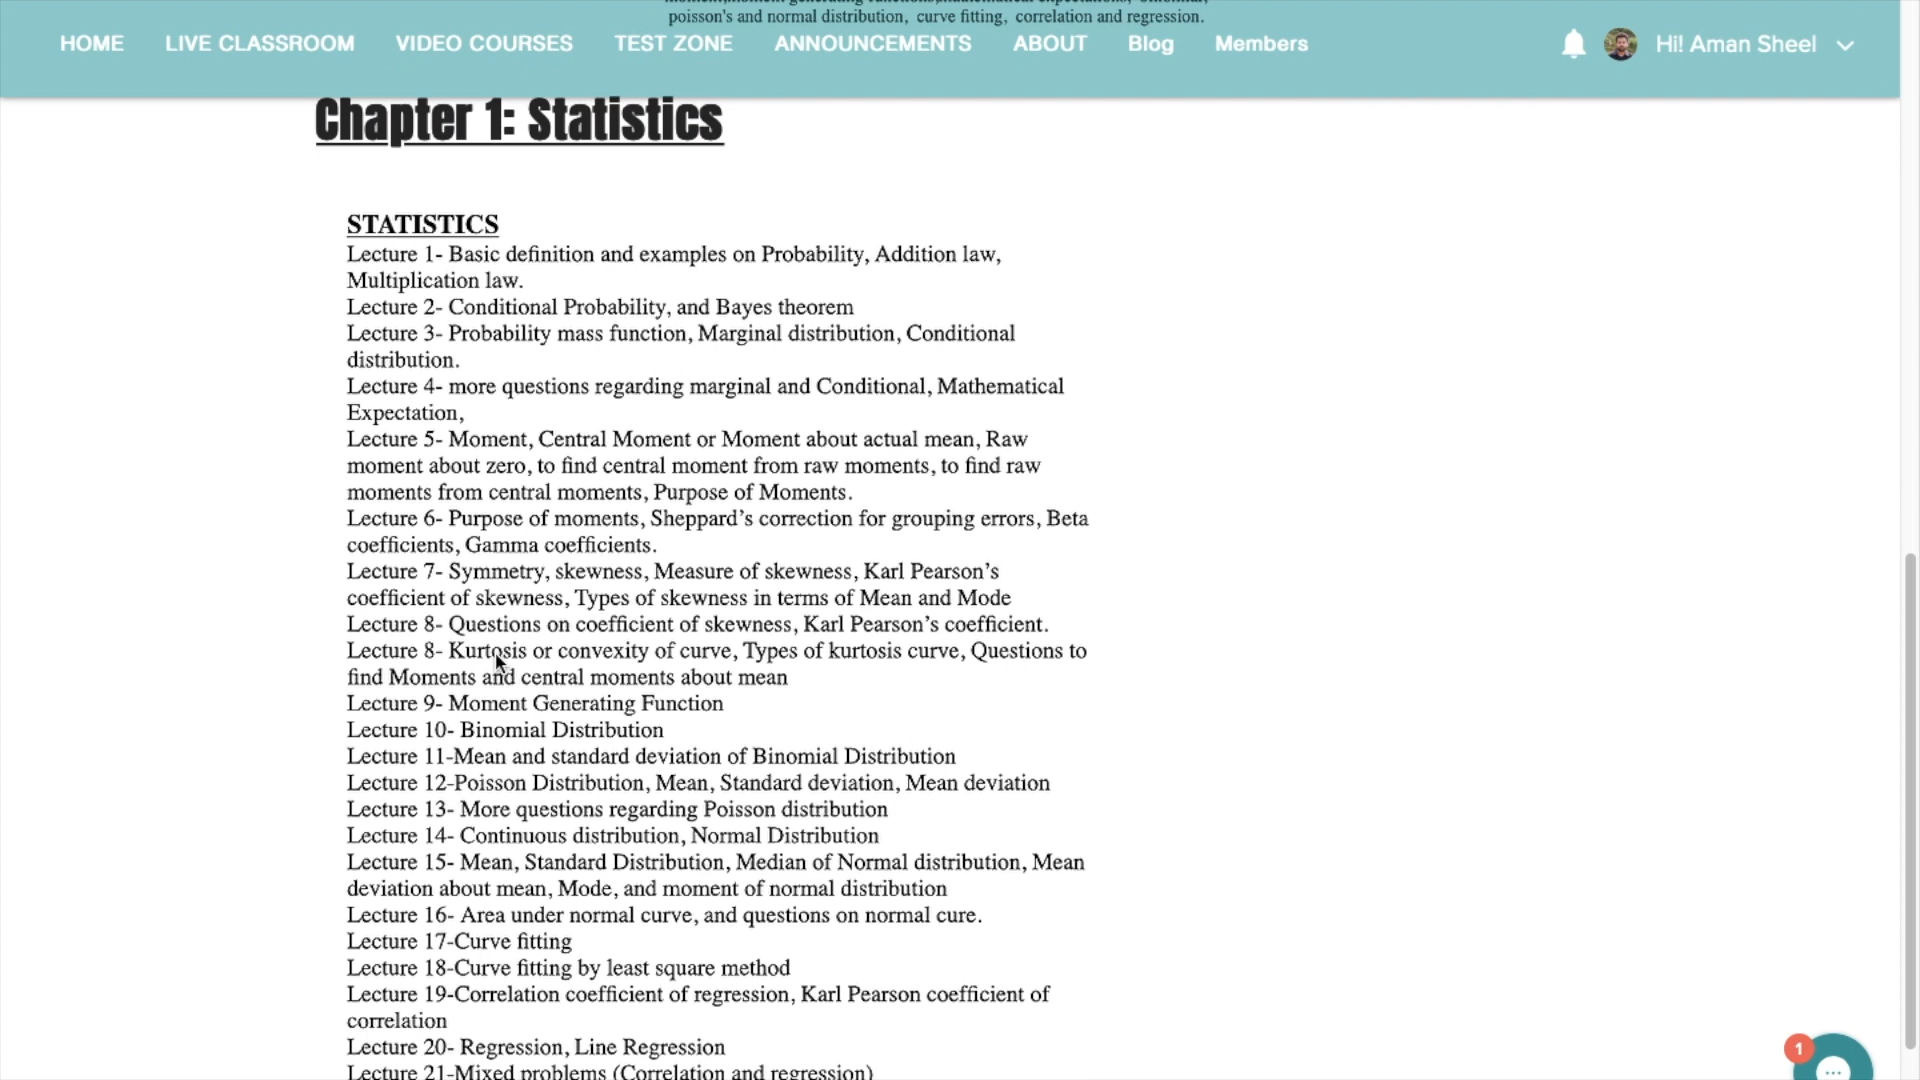 poisson's and normal distribution, curve fitting, correlation and regression.
HOME LIVE CLASSROOM VIDEO COURSES TEST ZONE ANNOUNCEMENTS ABOUT Blog Members Hi! Aman Sheel
Chapter 1: Statistics
STATISTICS
Lecture 1- Basic definition and examples on Probability, Addition law,
Multiplication law.
Lecture 2- Conditional Probability, and Bayes theorem
Lecture 3- Probability mass function, Marginal distribution, Conditional
distribution.
Lecture 4- more questions regarding marginal and Conditional, Mathematical
Expectation,
Lecture 5- Moment, Central Moment or Moment about actual mean, Raw
moment about zero, to find central moment from raw moments, to find raw
moments from central moments, Purpose of Moments.
Lecture 6- Purpose of moments, Sheppard’s correction for grouping errors, Beta
coefficients, Gamma coefficients.
Lecture 7- Symmetry, skewness, Measure of skewness, Karl Pearson’s
coefficient of skewness, Types of skewness in terms of Mean and Mode
Lecture 8- Questions on coefficient of skewness, Karl Pearson’s coefficient.
Lecture 8- Kurtosis or convexity of curve, Types of kurtosis curve, Questions to
find Moments and central moments about mean
Lecture 9- Moment Generating Function
Lecture 10- Binomial Distribution
Lecture 11-Mean and standard deviation of Binomial Distribution
Lecture 12-Poisson Distribution, Mean, Standard deviation, Mean deviation
Lecture 13- More questions regarding Poisson distribution
Lecture 14- Continuous distribution, Normal Distribution
Lecture 15- Mean, Standard Distribution, Median of Normal distribution, Mean
deviation about mean, Mode, and moment of normal distribution
Lecture 16- Area under normal curve, and questions on normal cure.
Lecture 17-Curve fitting
Lecture 18-Curve fitting by least square method
Lecture 19-Correlation coefficient of regression, Karl Pearson coefficient of
correlation
Lecture 20- Regression, Line Regression
Lecture 21-Mixed problems (Correlation and regression)
1